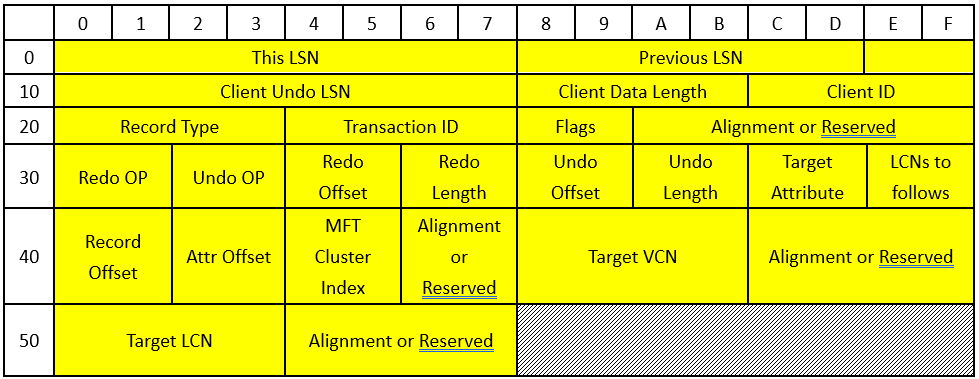 0 1 2 3 4 5 6 7 8 9 A B C D E F
0 This LSN Previous LSN
10 Client Undo LSN Client Data Length Client ID
20 Record Type Transaction ID Flags Alignment or Reserved
30 Redo OP Undo OP Redo Offset Redo Length Undo Offset Undo Length Target Attribute LCNs to follows
40 Record Offset Attr Offset MFT Cluster Index Alignment or Reserved Target VCN Alignment or Reserved
50 Target LCN Alignment or Reserved